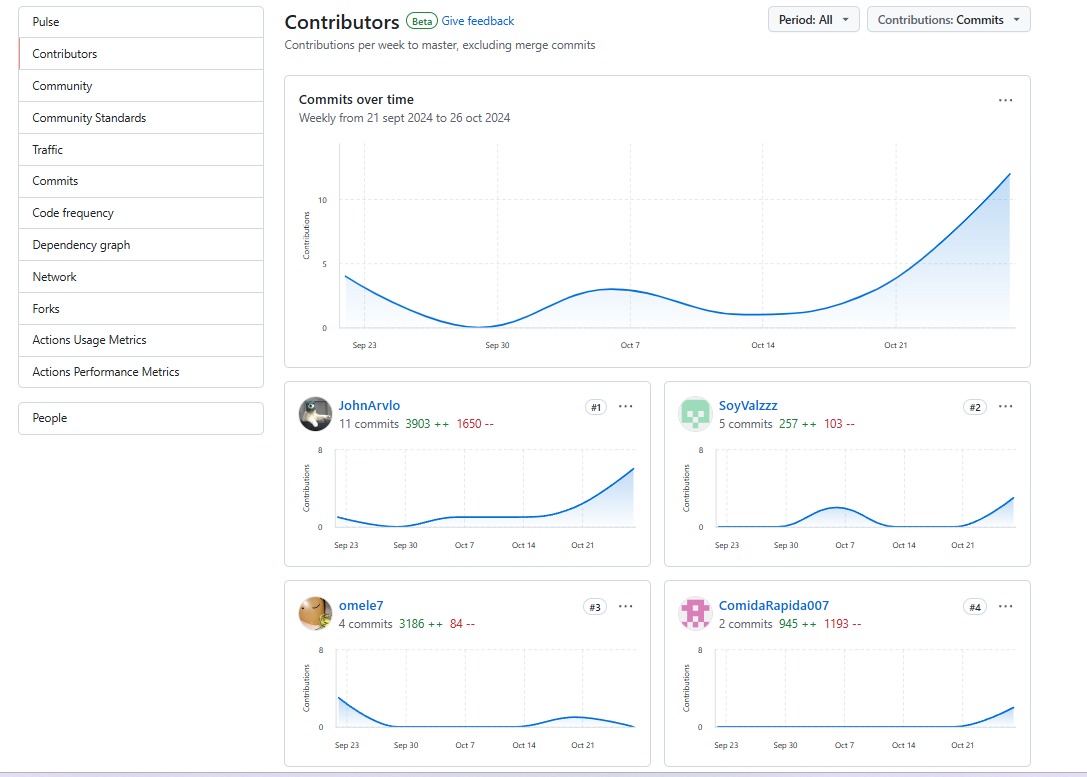 Pulse
Contributors
Community
Community Standards
Traffic
Commits
Code frequency
Dependency graph
Network
Forks
Actions Usage Metrics
Actions Performance Metrics
People
Contributors Beta Give feedback
Period: All
Contributions: Commits
Contributions per week to master, excluding merge commits
Commits over time
Weekly from 21 sept 2024 to 26 oct 2024
Contributions
10
5
0
Sep 23 Sep 30 Oct 7 Oct 14 Oct 21
JohnArvlo #1
11 commits 3903 ++ 1650 --
Contributions
8
0
Sep 23 Sep 30 Oct 7 Oct 14 Oct 21
SoyValzzz #2
5 commits 257 ++ 103 --
Contributions
8
0
Sep 23 Sep 30 Oct 7 Oct 14 Oct 21
omele7 #3
4 commits 3186 ++ 84 --
Contributions
8
0
Sep 23 Sep 30 Oct 7 Oct 14 Oct 21
ComidaRapida007 #4
2 commits 945 ++ 1193 --
Contributions
8
0
Sep 23 Sep 30 Oct 7 Oct 14 Oct 21